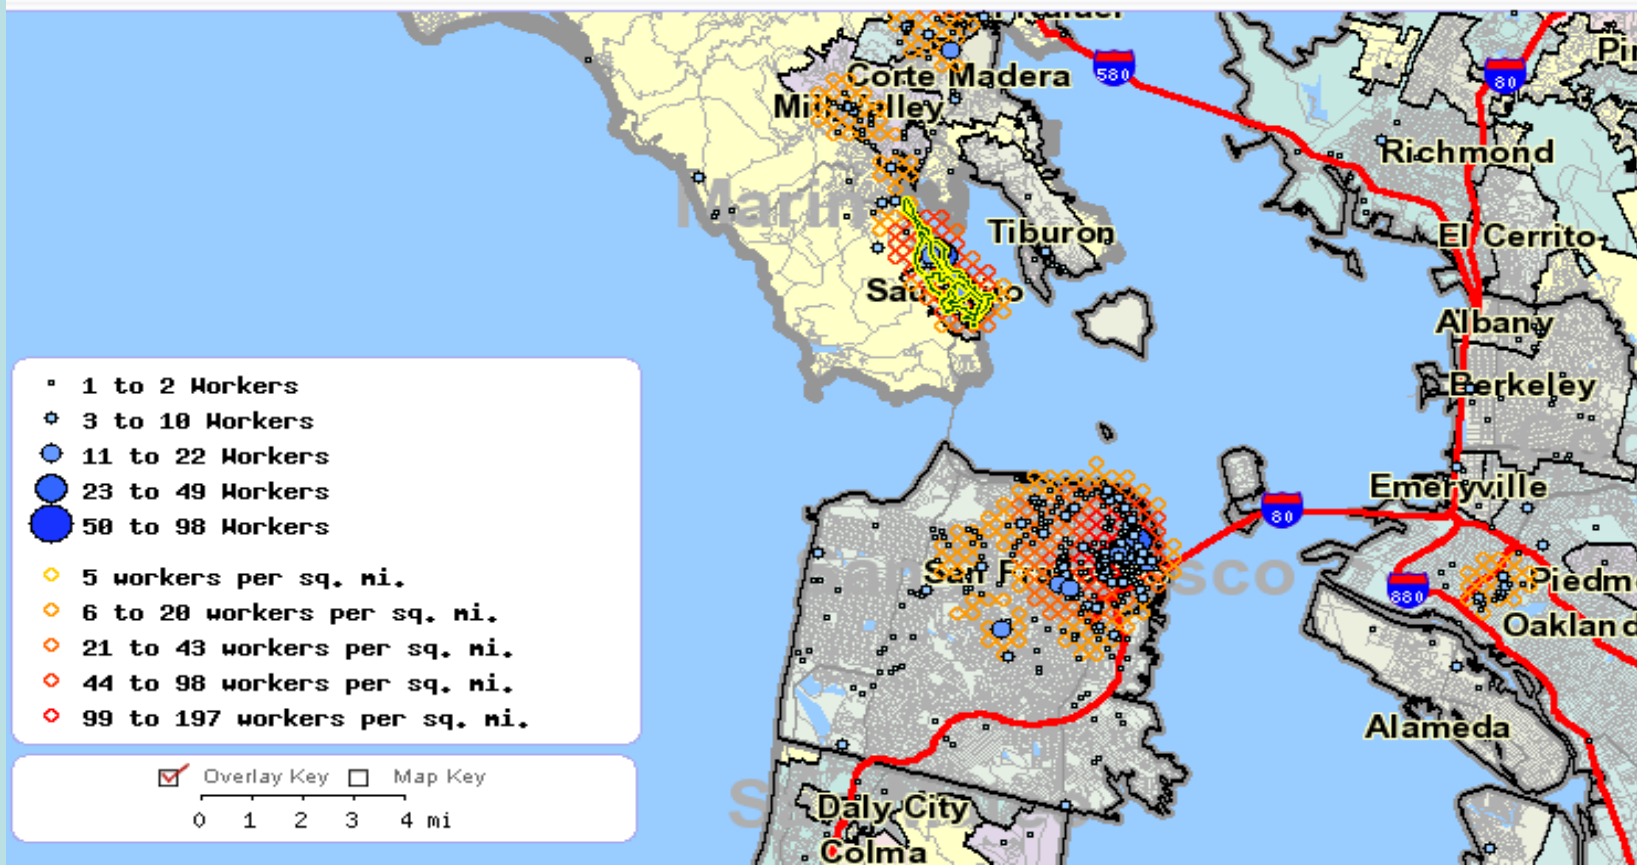 580
80
Corte Madera
Richmond
Marin
Tiburon
El Cerrito
Albany
Berkeley
Emeryville
80
880
Oakland
Alameda
Daly City
Colma
1 to 2 Workers
3 to 10 Workers
11 to 22 Workers
23 to 49 Workers
50 to 98 Workers
5 workers per sq. mi.
6 to 20 workers per sq. mi.
21 to 43 workers per sq. mi.
44 to 98 workers per sq. mi.
99 to 197 workers per sq. mi.
Overlay Key Map Key
0 1 2 3 4 mi